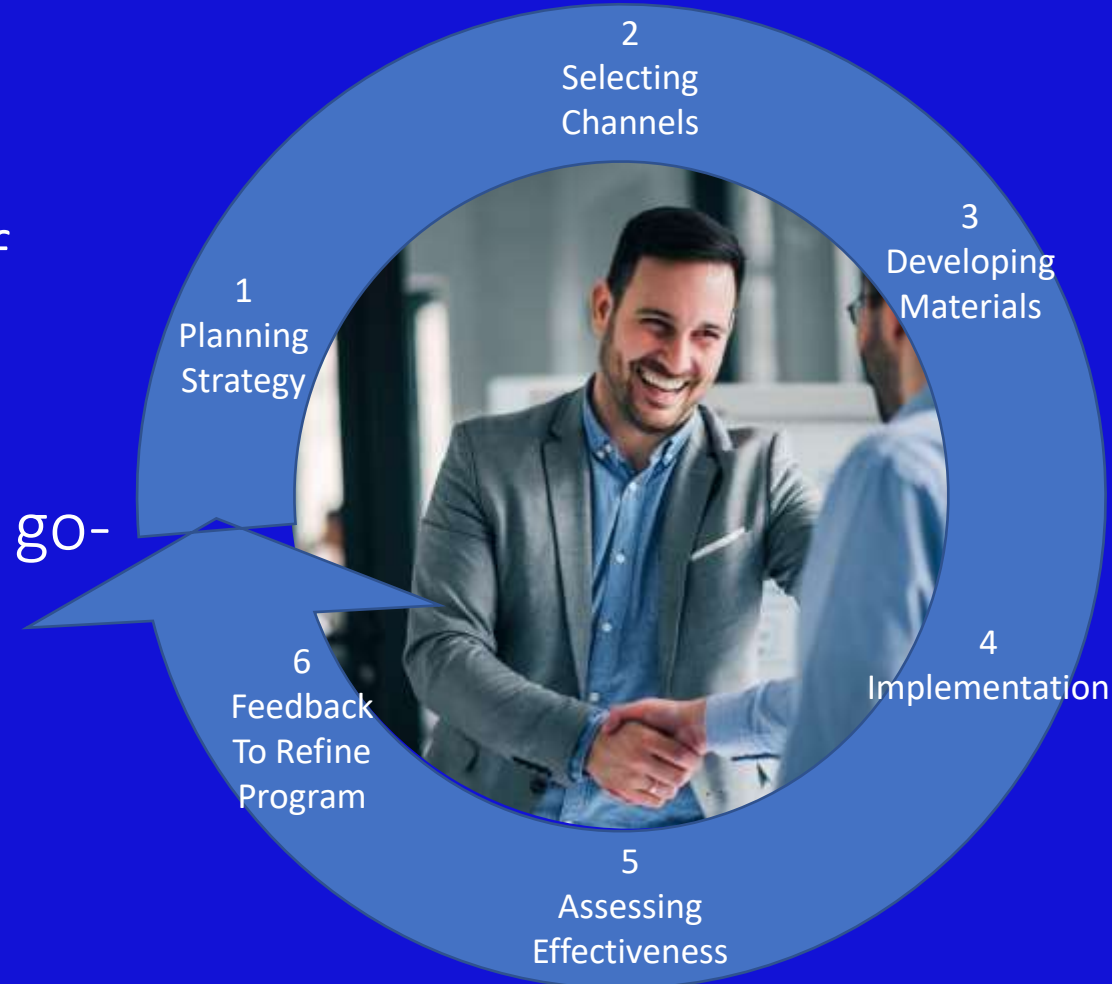 2
Selecting
Channels
3
Developing
Materials
1
Planning
Strategy
go-
4
Implementation
6
Feedback
To Refine
Program
5
Assessing
Effectiveness